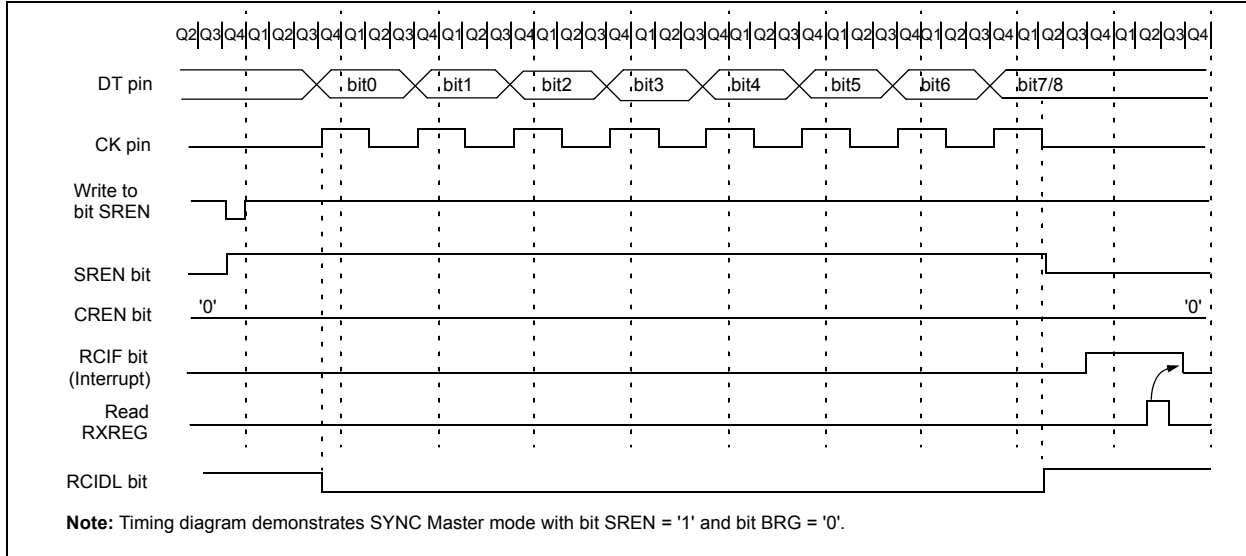 Q2 Q3 Q4 Q1 Q2 Q3 Q4 Q1 Q2 Q3 Q4 Q1 Q2 Q3 Q4 Q1 Q2 Q3 Q4 Q1 Q2 Q3 Q4 Q1 Q2 Q3 Q4 Q1 Q2 Q3 Q4 Q1 Q2 Q3 Q4 Q1 Q2 Q3 Q4 Q1 Q2 Q3 Q4
DT pin bit0 bit1 bit2 bit3 bit4 bit5 bit6 bit7/8
CK pin
Write to
bit SREN
SREN bit
CREN bit '0' '0'
RCIF bit
(Interrupt)
Read
RXREG
RCIDL bit
Note: Timing diagram demonstrates SYNC Master mode with bit SREN = '1' and bit BRG = '0'.